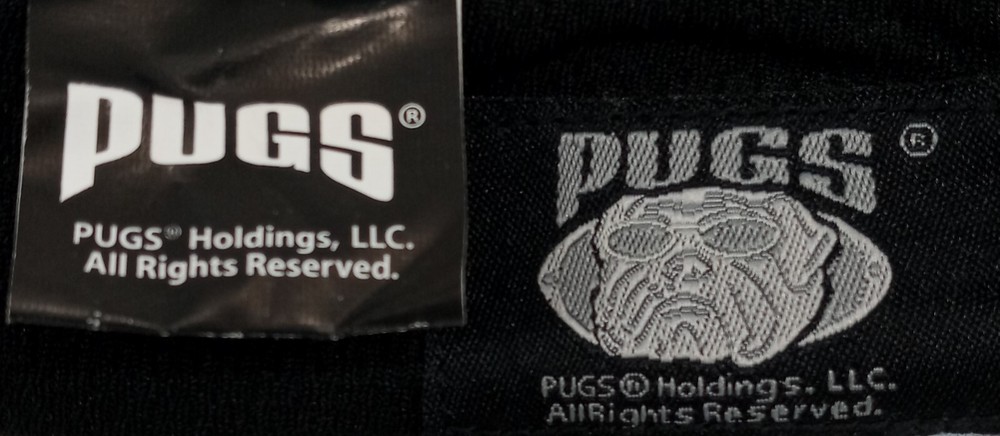 PUGS®
PUGS® Holdings, LLC.
All Rights Reserved.
PUGS ®
PUGS® Holdings. LLC.
AllRights Reserved.